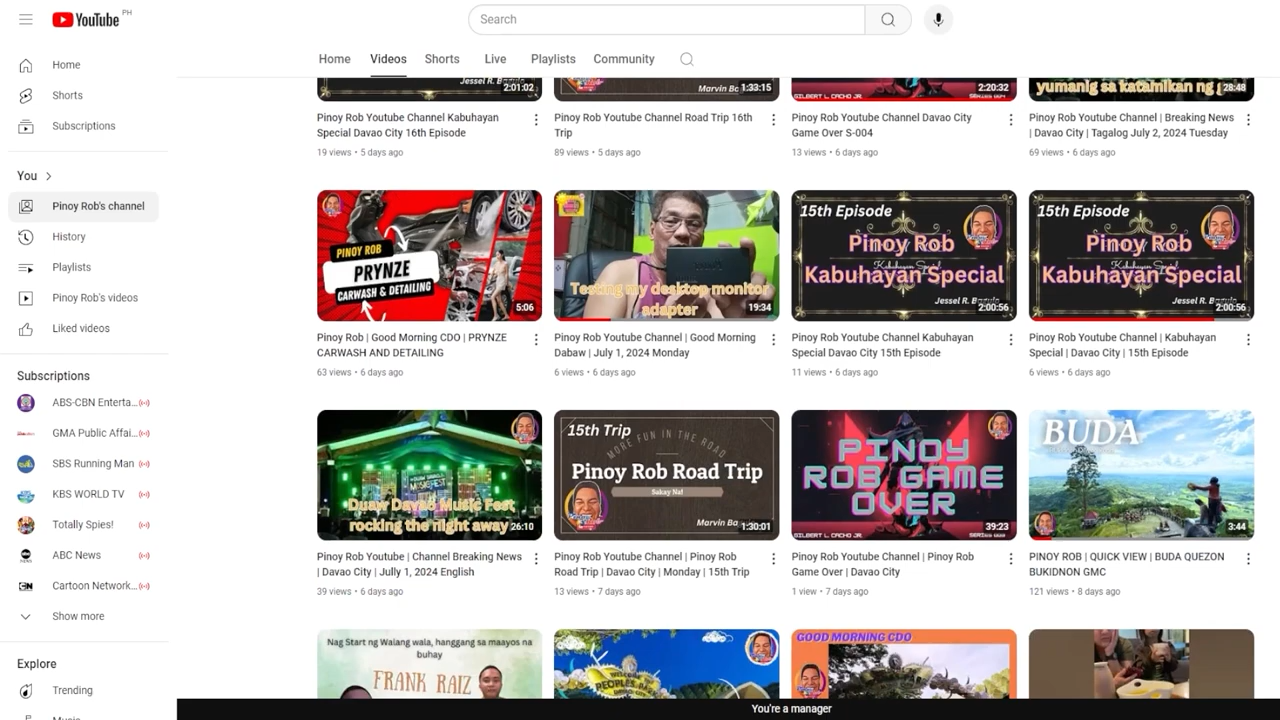 YouTube PH
Search
Home
Videos
Shorts
Live
Playlists
Community
Home
Shorts
Subscriptions
You
Pinoy Rob's channel
History
Playlists
Pinoy Rob's videos
Liked videos
Subscriptions
ABS-CBN Enterta...
GMA Public Affai...
SBS Running Man
KBS WORLD TV
Totally Spies!
ABC News
Cartoon Network...
Show more
Explore
Trending
Music
Jessel R.
2:01:02
Pinoy Rob Youtube Channel Kabuhayan
Special Davao City 16th Episode
19 views • 5 days ago
Marvin
1:33:15
Pinoy Rob Youtube Channel Road Trip 16th
Trip
89 views • 5 days ago
GILBERT L. CACHO JR.
2:20:32
Pinoy Rob Youtube Channel Davao City
Game Over S-004
13 views • 6 days ago
yumanig sa katamikan ng
28:48
Pinoy Rob Youtube Channel | Breaking News
| Davao City | Tagalog July 2, 2024 Tuesday
69 views • 6 days ago
PINOY ROB
PRYNZE
CARWASH & DETAILING
5:06
Pinoy Rob | Good Morning CDO | PRYNZE
CARWASH AND DETAILING
63 views • 6 days ago
Testing my desktop monitor
adapter
19:34
Pinoy Rob Youtube Channel | Good Morning
Dabaw | July 1, 2024 Monday
6 views • 6 days ago
15th Episode
Pinoy Rob
Kabuhayan Special
Jessel R.
2:00:56
Pinoy Rob Youtube Channel Kabuhayan
Special Davao City 15th Episode
11 views • 6 days ago
15th Episode
Pinoy Rob
Kabuhayan Special
Jessel R.
2:00:56
Pinoy Rob Youtube Channel | Kabuhayan
Special | Davao City | 15th Episode
6 views • 6 days ago
Duaw Davao Music Fest
rocking the night away
26:10
Pinoy Rob Youtube | Channel Breaking News
| Davao City | Jully 1, 2024 English
39 views • 6 days ago
15th Trip
MORE FUN IN THE ROAD
Pinoy Rob Road Trip
Sakay Na!
Marvin
1:30:01
Pinoy Rob Youtube Channel | Pinoy Rob
Road Trip | Davao City | Monday | 15th Trip
13 views • 7 days ago
PINOY
ROB GAME
OVER
GILBERT L. CACHO JR.
39:23
Pinoy Rob Youtube Channel | Pinoy Rob
Game Over | Davao City
1 view • 7 days ago
BUDA
3:44
PINOY ROB | QUICK VIEW | BUDA QUEZON
BUKIDNON GMC
121 views • 8 days ago
Nag Start ng Walang wala, hanggang sa maayos na
buhay
FRANK RAIZ
GOOD MORNING CDO
You're a manager